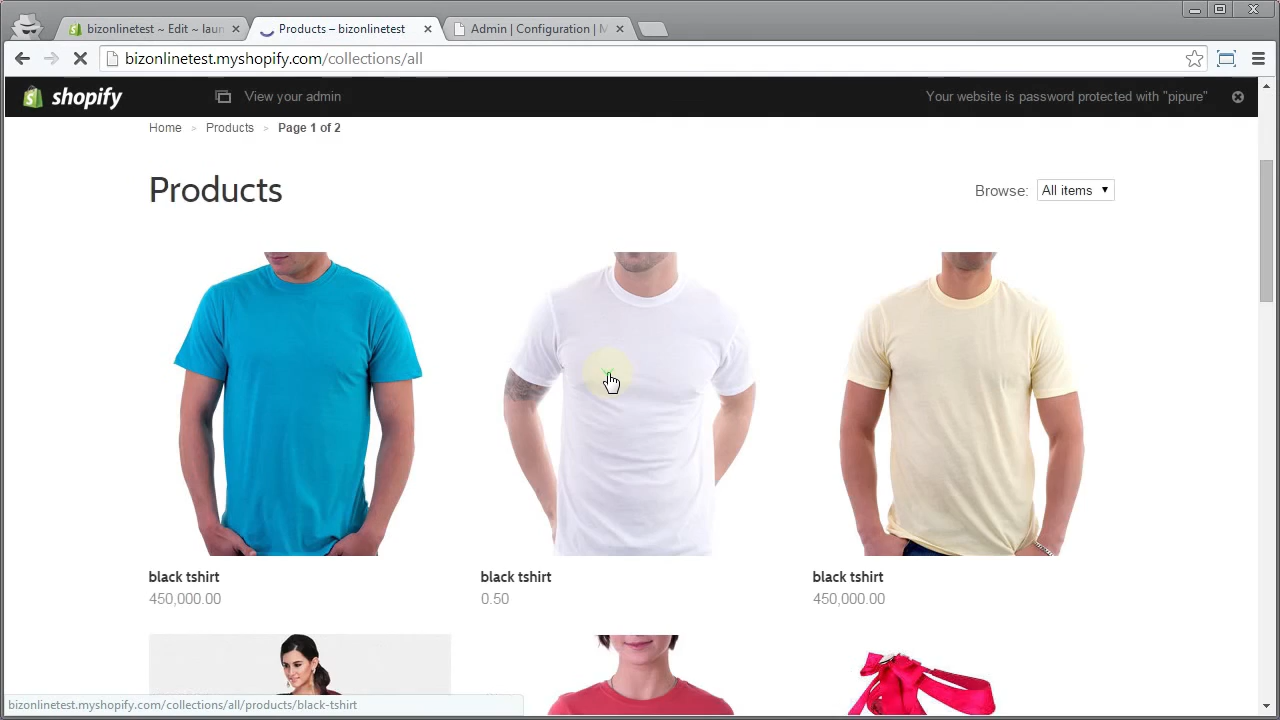 bizonlinetest ~ Edit ~ laun
Products – bizonlinetest
Admin | Configuration | M
bizonlinetest.myshopify.com/collections/all
shopify
View your admin
Your website is password protected with "pipure"
Home > Products > Page 1 of 2
Products
Browse: All items
black tshirt
450,000.00
black tshirt
0.50
black tshirt
450,000.00
bizonlinetest.myshopify.com/collections/all/products/black-tshirt